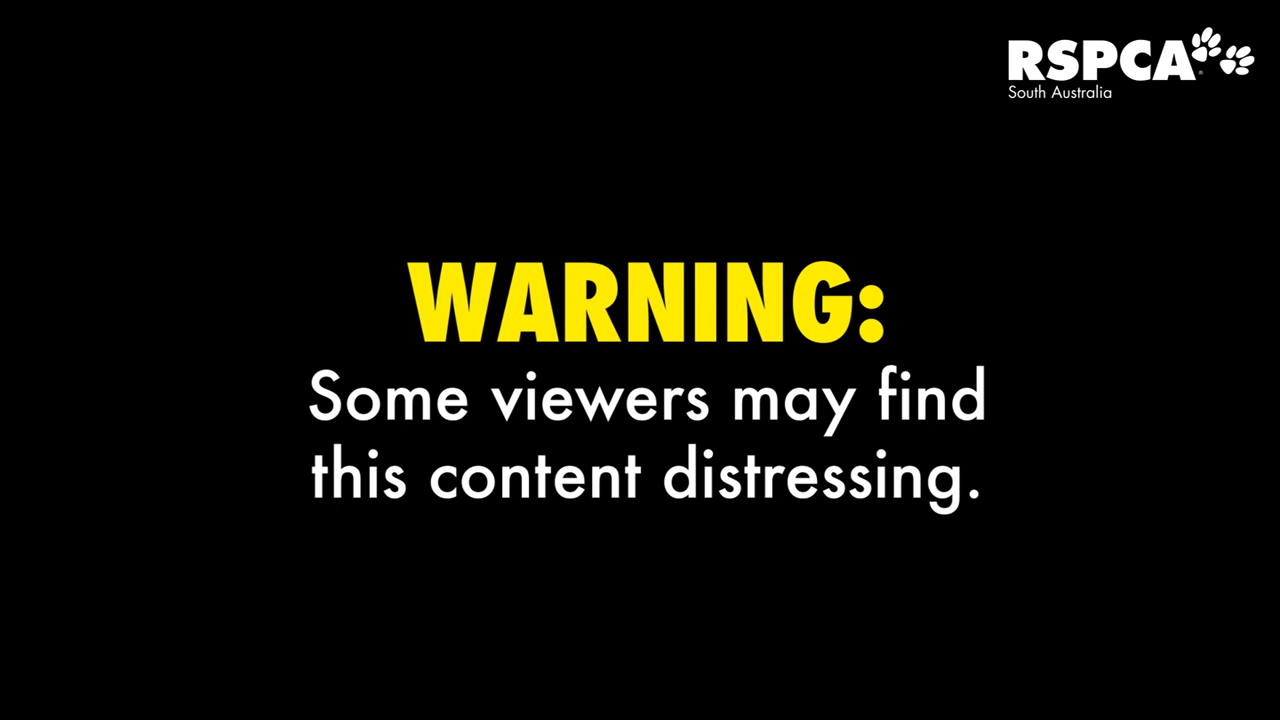 RSPCA
South Australia
WARNING:
Some viewers may find
this content distressing.